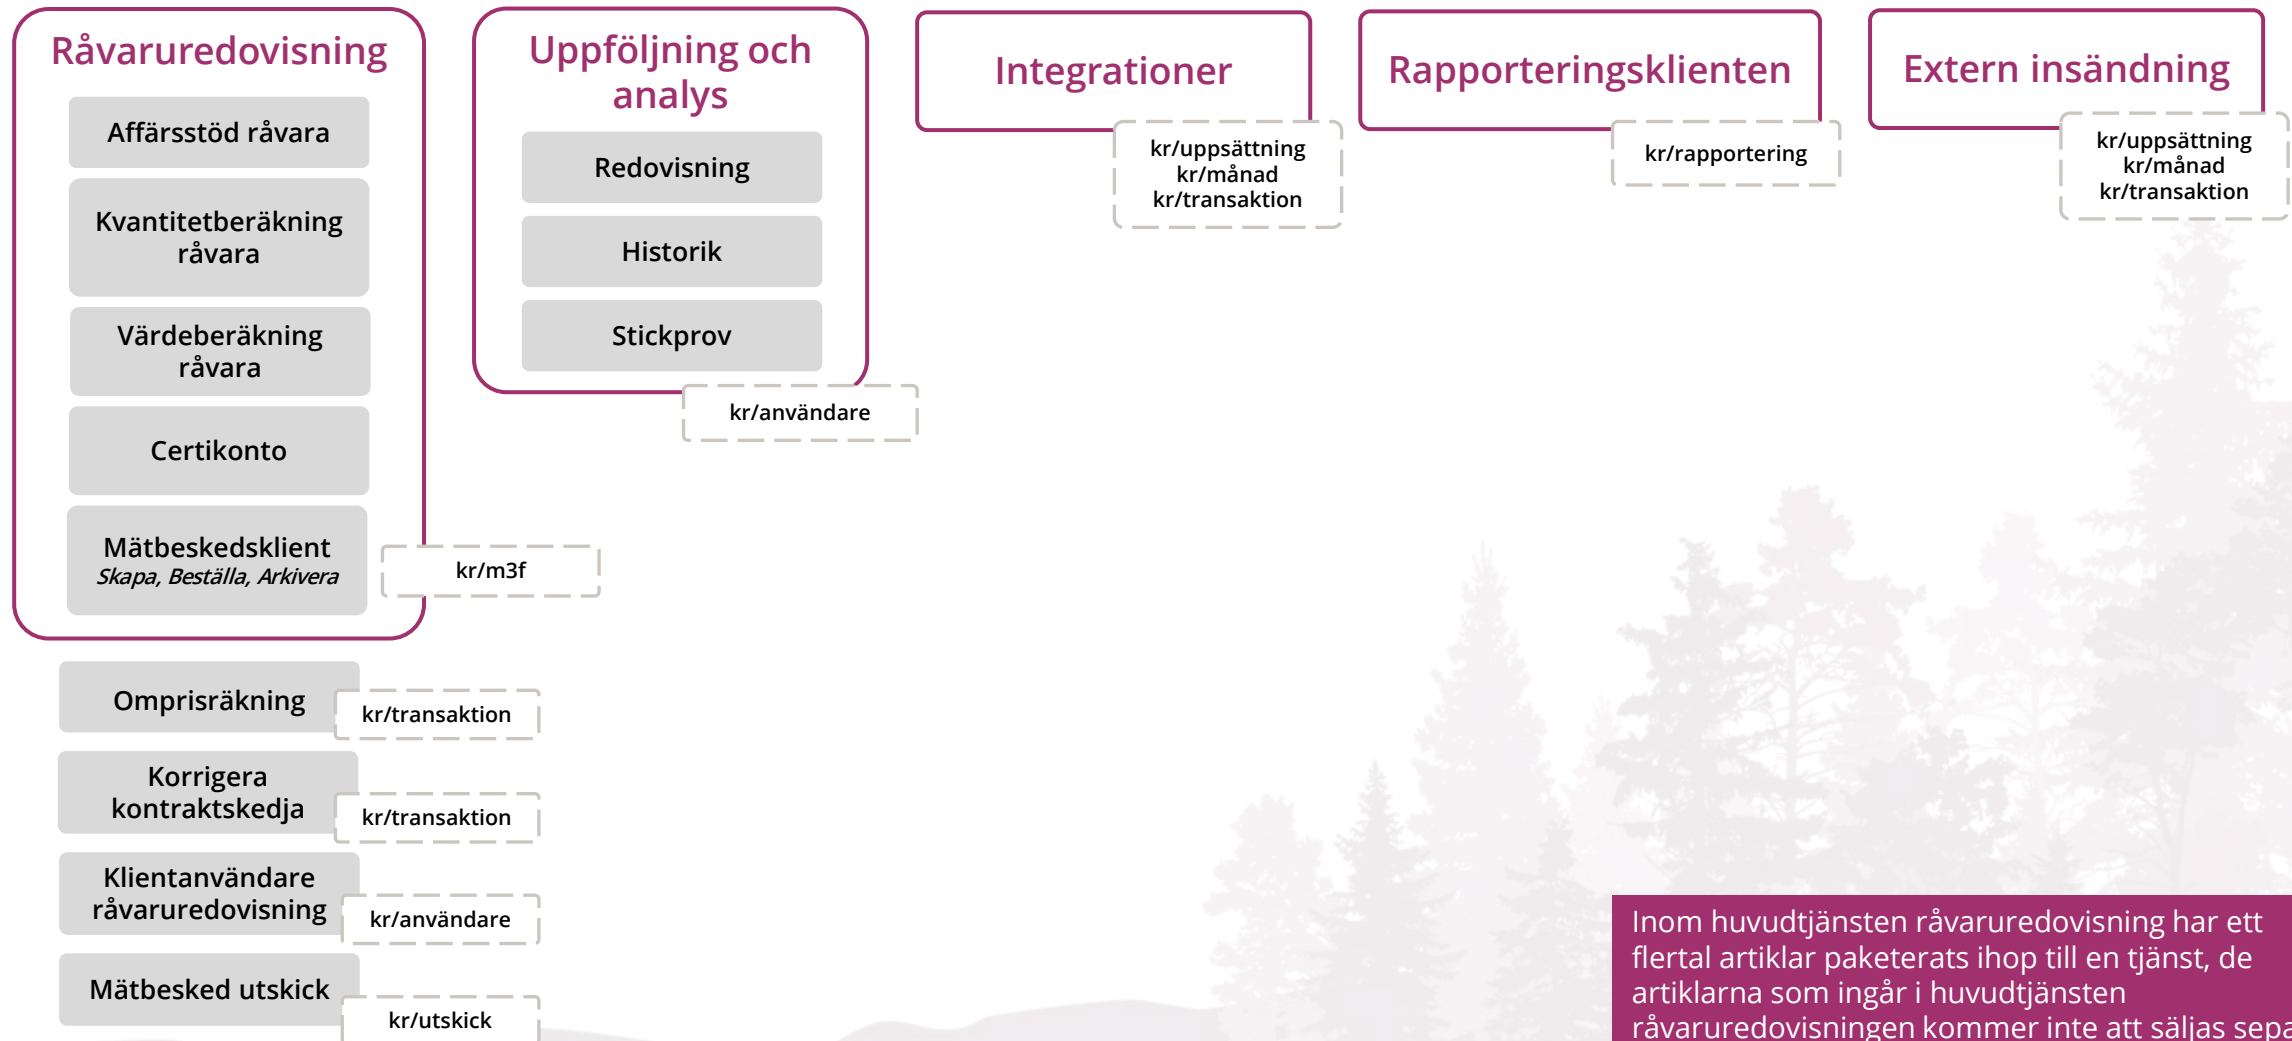 Råvaruredovisning
Affärsstöd råvara
Kvantitetberäkning
råvara
Värdeberäkning
råvara
Certikonto
Mätbeskedsklient
Skapa, Beställa, Arkivera
kr/m3f
Omprisräkning
kr/transaktion
Korrigera
kontraktskedja
kr/transaktion
Klientanvändare
råvaruredovisning
kr/användare
Mätbesked utskick
kr/utskick
Uppföljning och
analys
Redovisning
Historik
Stickprov
kr/användare
Integrationer
kr/uppsättning
kr/månad
kr/transaktion
Rapporteringsklienten
kr/rapportering
Extern insändning
kr/uppsättning
kr/månad
kr/transaktion
Inom huvudtjänsten råvaruredovisning har ett
flertal artiklar paketerats ihop till en tjänst, de
artiklarna som ingår i huvudtjänsten
råvaruredovisningen kommer inte att säljas